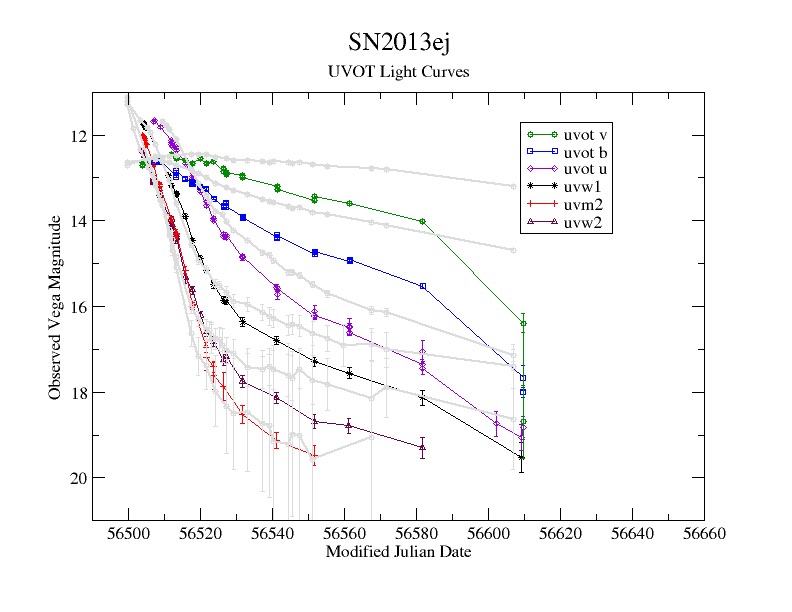 SN2013ej
UVOT Light Curves
uvot v
uvot b
uvot u
uvw1
uvm2
uvw2
12
14
16
18
20
Observed Vega Magnitude
56500 56520 56540 56560 56580 56600 56620 56640 56660
Modified Julian Date